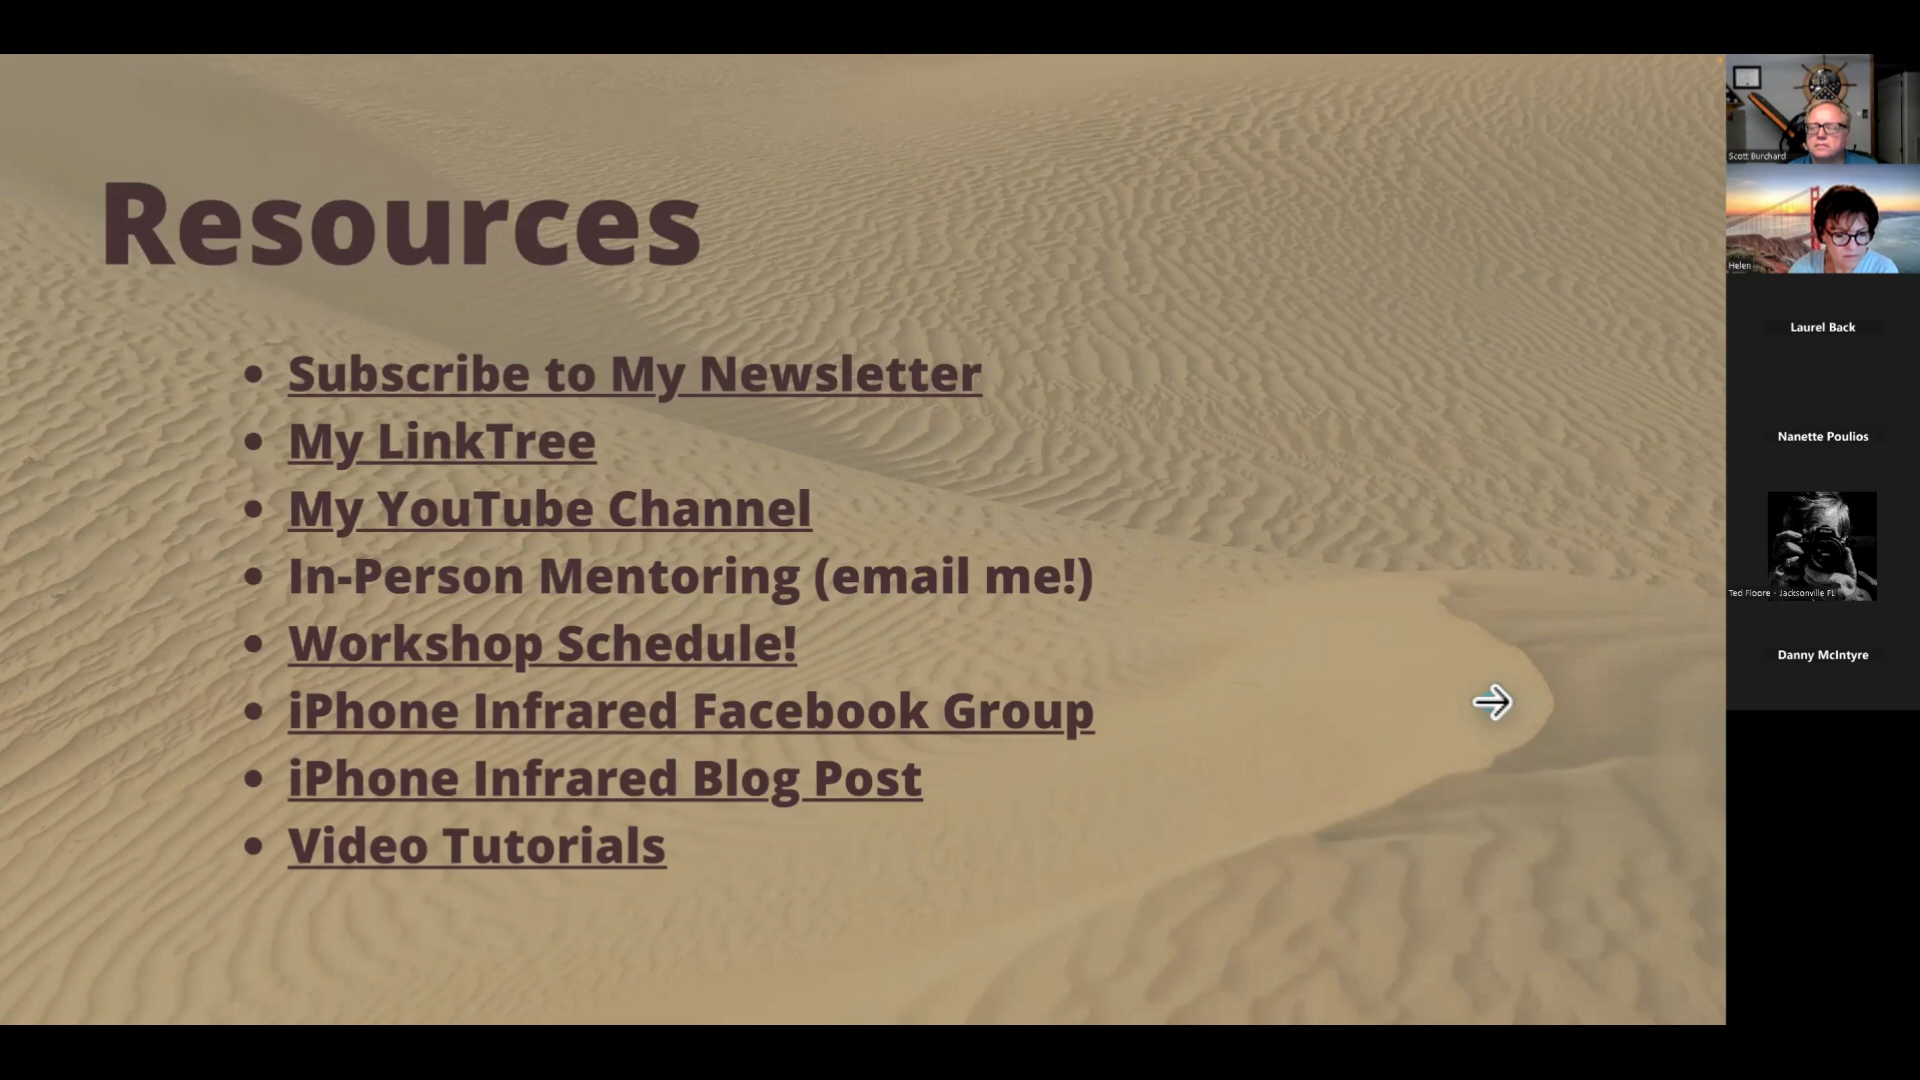 Resources
Subscribe to My Newsletter
My LinkTree
My YouTube Channel
In-Person Mentoring (email me!)
Workshop Schedule!
iPhone Infrared Facebook Group
iPhone Infrared Blog Post
Video Tutorials
Scott Burchard
Helen
Laurel Back
Nanette Poulios
Ted Floore - Jacksonville FL
Danny McIntyre